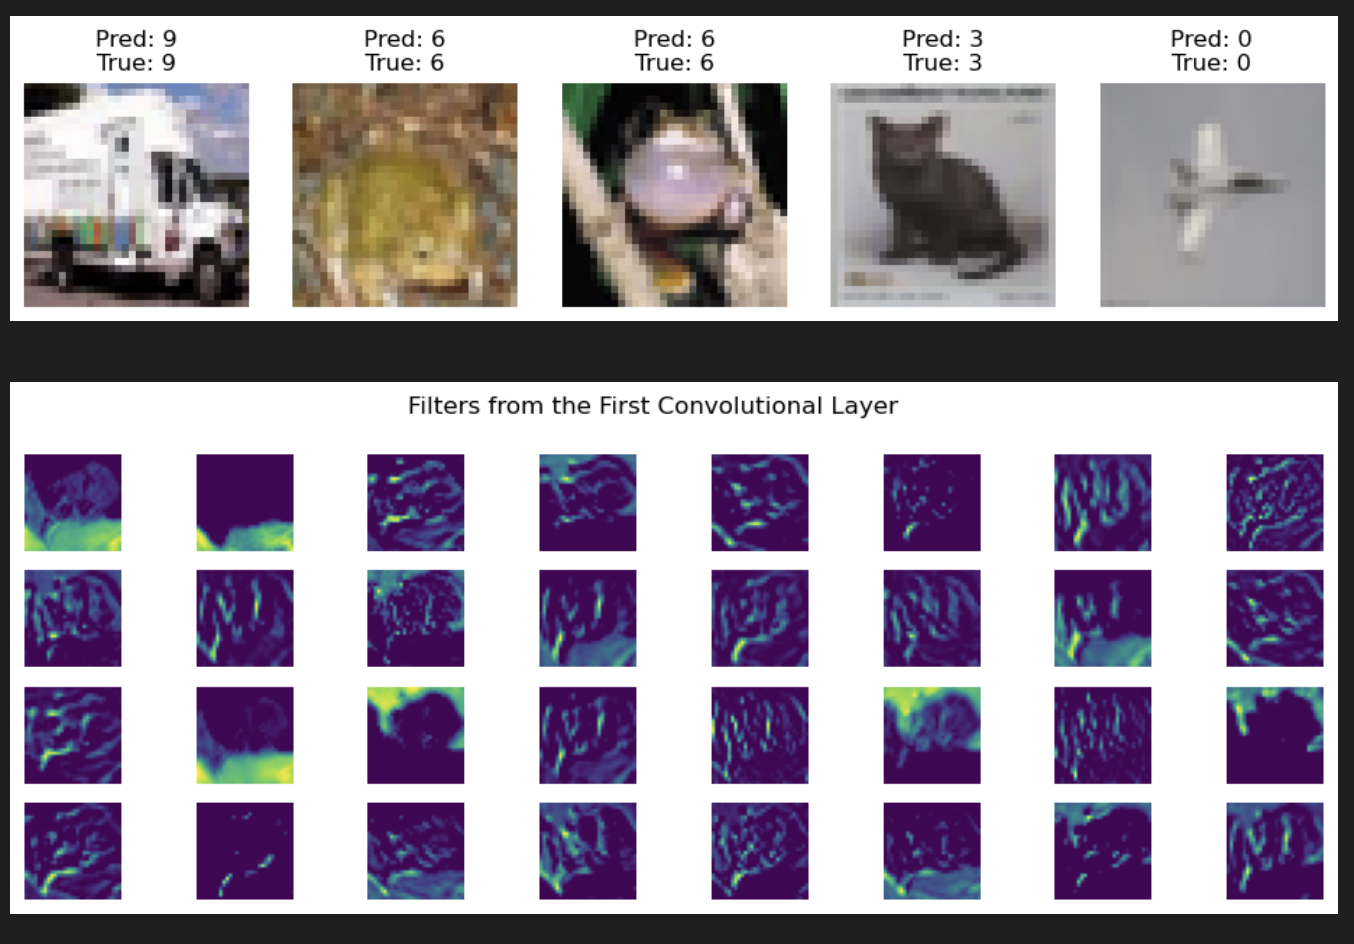 Pred: 9
True: 9
Pred: 6
True: 6
Pred: 6
True: 6
Pred: 3
True: 3
Pred: 0
True: 0
Filters from the First Convolutional Layer